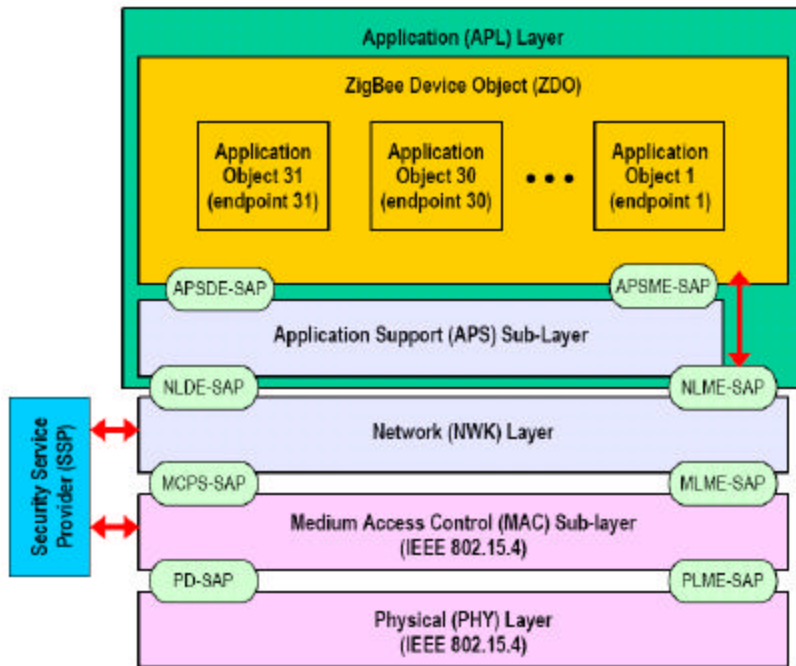 Application (APL) Layer
ZigBee Device Object (ZDO)
Application
Object 31
(endpoint 31)
Application
Object 30
(endpoint 30)
• • •
Application
Object 1
(endpoint 1)
APSDE-SAP
APSME-SAP
Application Support (APS) Sub-Layer
NLDE-SAP
NLME-SAP
Security Service
Provider (SSP)
Network (NWK) Layer
MCPS-SAP
MLME-SAP
Medium Access Control (MAC) Sub-layer
(IEEE 802.15.4)
PD-SAP
PLME-SAP
Physical (PHY) Layer
(IEEE 802.15.4)